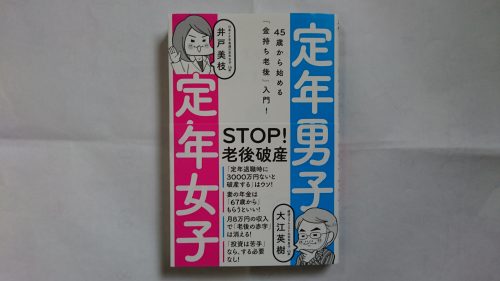 定年男子
定年女子
45歳から始める
「金持ち老後」入門！
井戸美枝
大江英樹
STOP！
老後破産
「定年退職時に
3000万円ないと
破産する」はウソ！
妻の年金は
「67歳から」
もらうといい！
月8万円の収入
で「老後の赤字」
は消える！
「投資は苦手」
なら、する必要
なし！